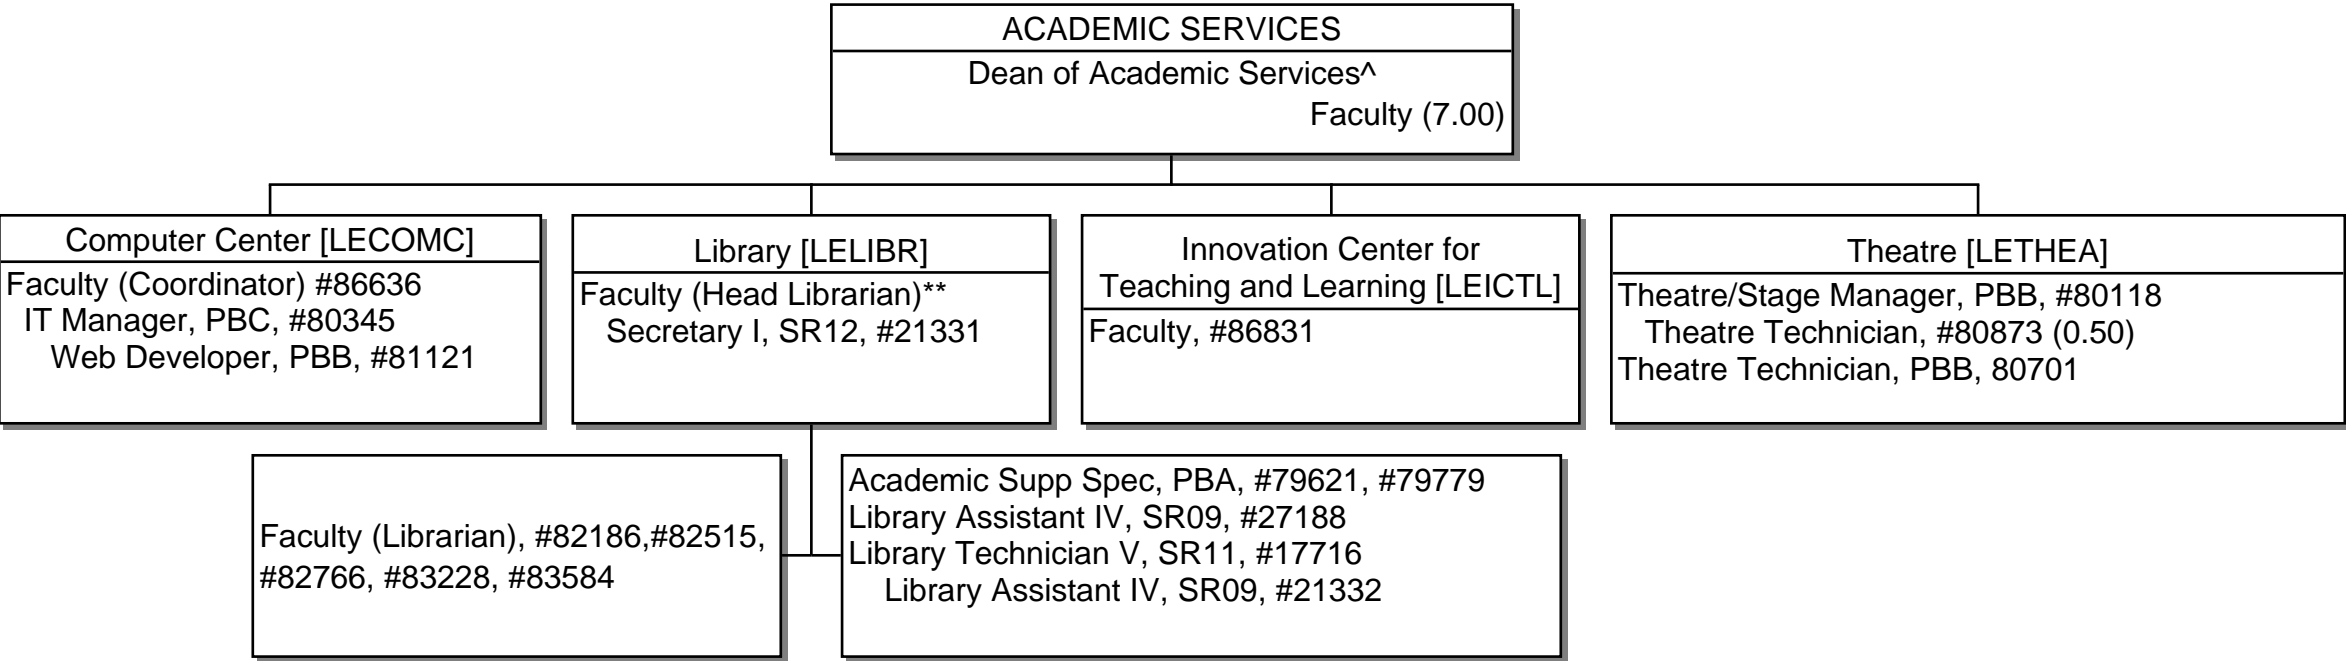 ACADEMIC SERVICES
Dean of Academic Services^
Faculty (7.00)
Computer Center [LECOMC]
Faculty (Coordinator) #86636
IT Manager, PBC, #80345
Web Developer, PBB, #81121
Library [LELIBR]
Faculty (Head Librarian)**
Secretary I, SR12, #21331
Innovation Center for
Teaching and Learning [LEICTL]
Faculty, #86831
Theatre [LETHEA]
Theatre/Stage Manager, PBB, #80118
Theatre Technician, #80873 (0.50)
Theatre Technician, PBB, 80701
Faculty (Librarian), #82186,#82515,
#82766, #83228, #83584
Academic Supp Spec, PBA, #79621, #79779
Library Assistant IV, SR09, #27188
Library Technician V, SR11, #17716
Library Assistant IV, SR09, #21332